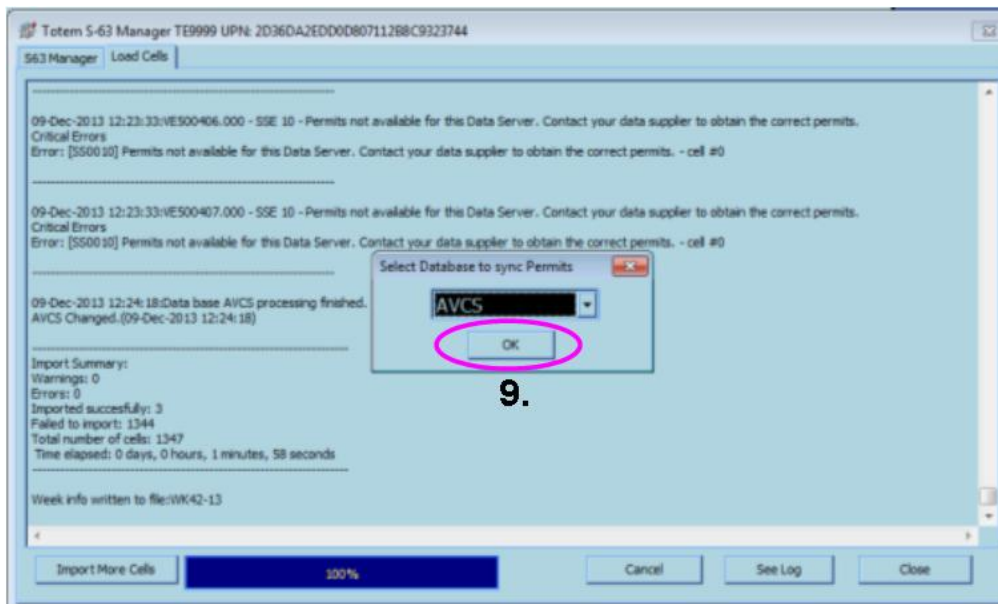 Totem S-63 Manager TE9999 UPN: 2D36DA2EDD0D807112B8C9323744
S63 Manager Load Cells
09-Dec-2013 12:23:33:VE500406.000 - SSE 10 - Permits not available for this Data Server. Contact your data supplier to obtain the correct permits.
Critical Errors
Error: [SS0010] Permits not available for this Data Server. Contact your data supplier to obtain the correct permits. - cell #0
09-Dec-2013 12:23:33:VE500407.000 - SSE 10 - Permits not available for this Data Server. Contact your data supplier to obtain the correct permits.
Critical Errors
Error: [SS0010] Permits not available for this Data Server. Contact your data supplier to obtain the correct permits. - cell #0
Select Database to sync Permits
AVCS
OK
9.
09-Dec-2013 12:24:18:Data base AVCS processing finished.
AVCS Changed.(09-Dec-2013 12:24:18)
Import Summary:
Warnings: 0
Errors: 0
Imported succesfully: 3
Failed to import: 1344
Total number of cells: 1347
Time elapsed: 0 days, 0 hours, 1 minutes, 58 seconds
Week info written to file:WK42-13
Import More Cells
100%
Cancel
See Log
Close